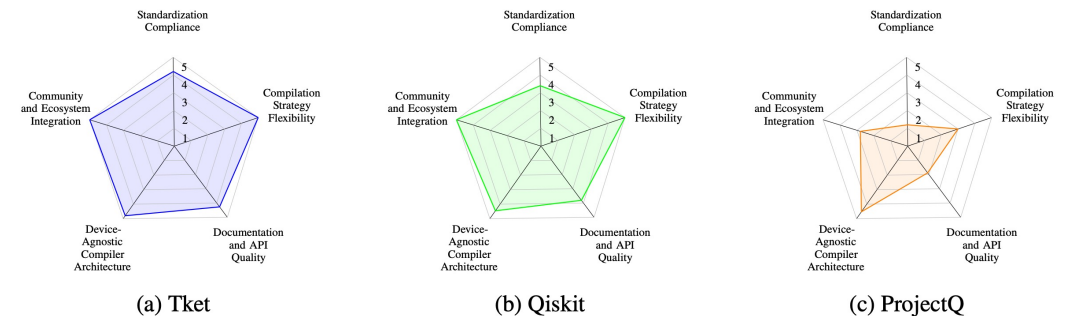 Standardization
Compliance
5
4
3
2
1
Community
and Ecosystem
Integration
Compilation
Strategy
Flexibility
Device-
Agnostic
Compiler
Architecture
Documentation
and API
Quality
(a) Tket
Standardization
Compliance
5
4
3
2
1
Community
and Ecosystem
Integration
Compilation
Strategy
Flexibility
Device-
Agnostic
Compiler
Architecture
Documentation
and API
Quality
(b) Qiskit
Standardization
Compliance
5
4
3
2
1
Community
and Ecosystem
Integration
Compilation
Strategy
Flexibility
Device-
Agnostic
Compiler
Architecture
Documentation
and API
Quality
(c) ProjectQ